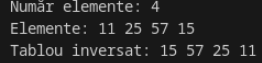 Număr elemente: 4
Elemente: 11 25 57 15
Tablou inversat: 15 57 25 11